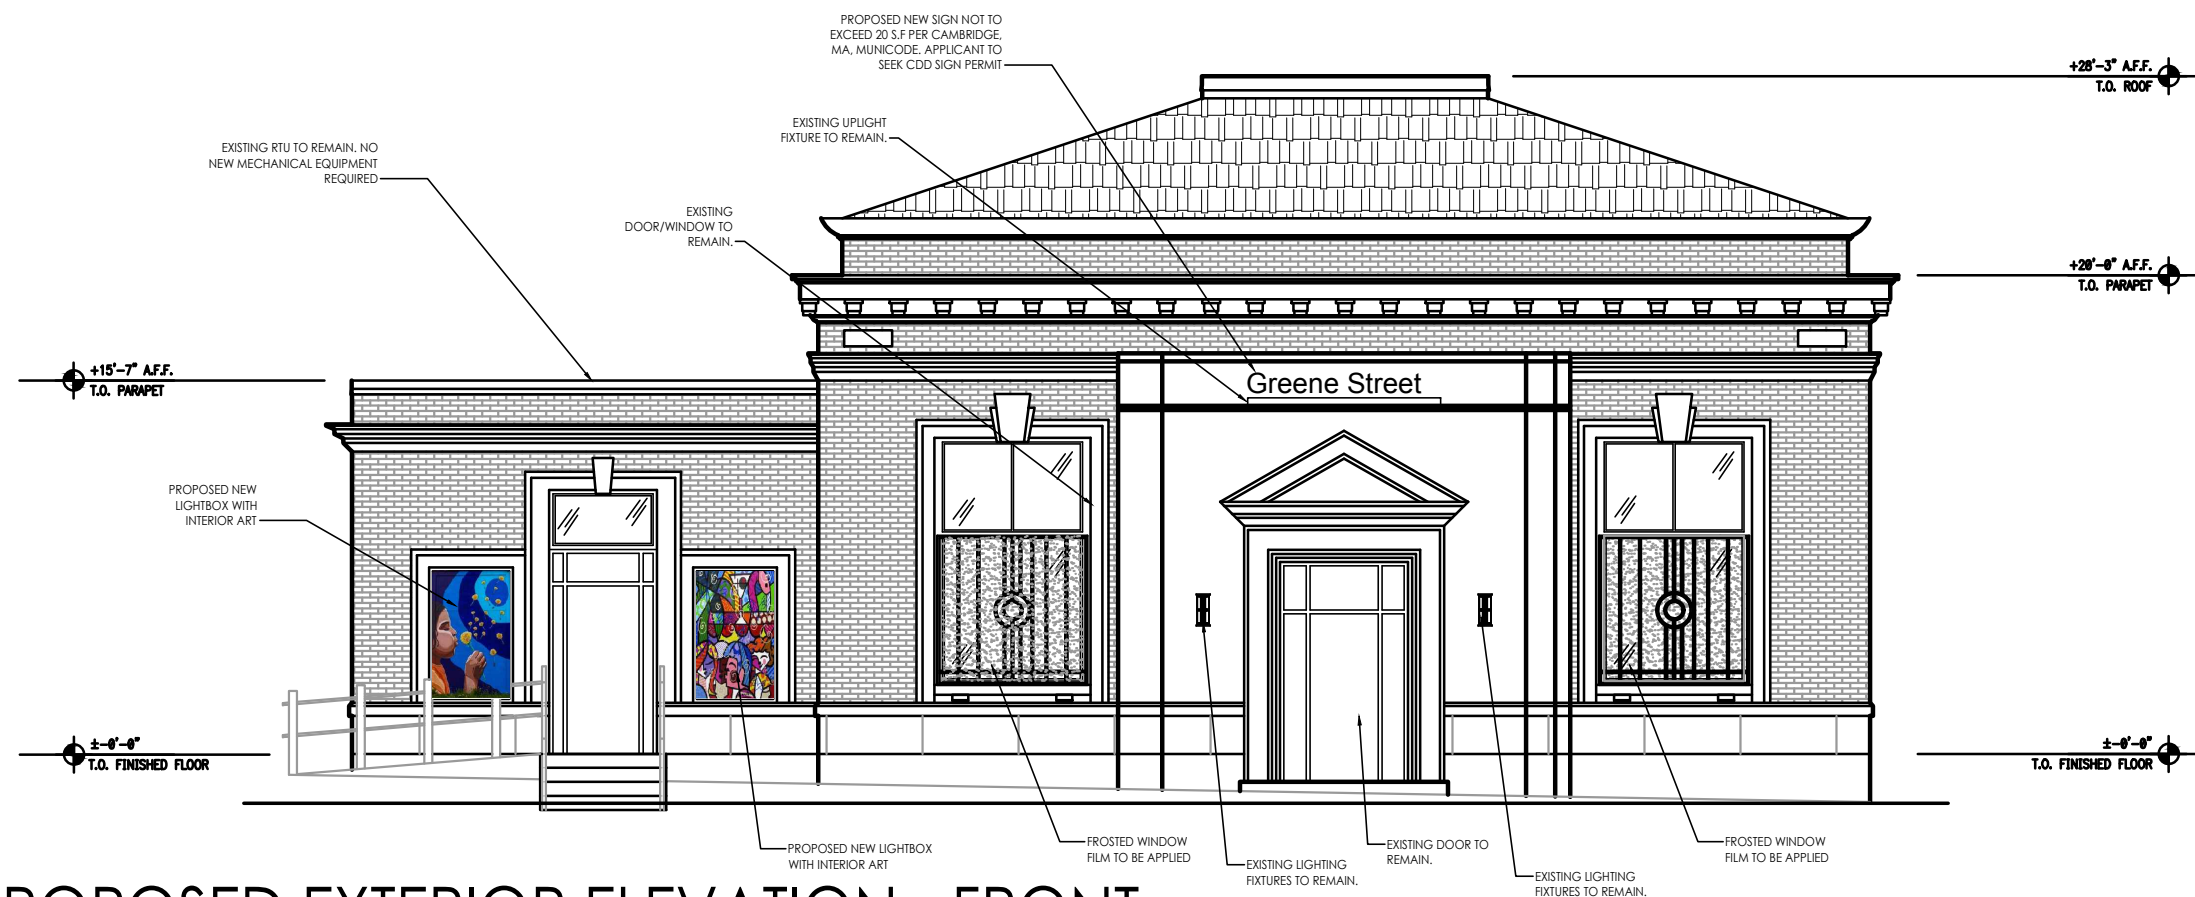 PROPOSED NEW SIGN NOT TO
EXCEED 20 S.F PER CAMBRIDGE,
MA, MUNICODE. APPLICANT TO
SEEK CDD SIGN PERMIT
+28'-3" A.F.F.
T.O. ROOF
EXISTING UPLIGHT
FIXTURE TO REMAIN.
EXISTING RTU TO REMAIN. NO
NEW MECHANICAL EQUIPMENT
REQUIRED
EXISTING
DOOR/WINDOW TO
REMAIN.
+20'-0" A.F.F.
T.O. PARAPET
+15'-7" A.F.F.
T.O. PARAPET
Greene Street
PROPOSED NEW
LIGHTBOX WITH
INTERIOR ART
±-0'-0"
T.O. FINISHED FLOOR
±-0'-0"
T.O. FINISHED FLOOR
PROPOSED NEW LIGHTBOX
WITH INTERIOR ART
FROSTED WINDOW
FILM TO BE APPLIED
EXISTING LIGHTING
FIXTURES TO REMAIN.
EXISTING DOOR TO
REMAIN.
EXISTING LIGHTING
FIXTURES TO REMAIN.
FROSTED WINDOW
FILM TO BE APPLIED
PROPOSED EXTERIOR ELEVATION - FRONT